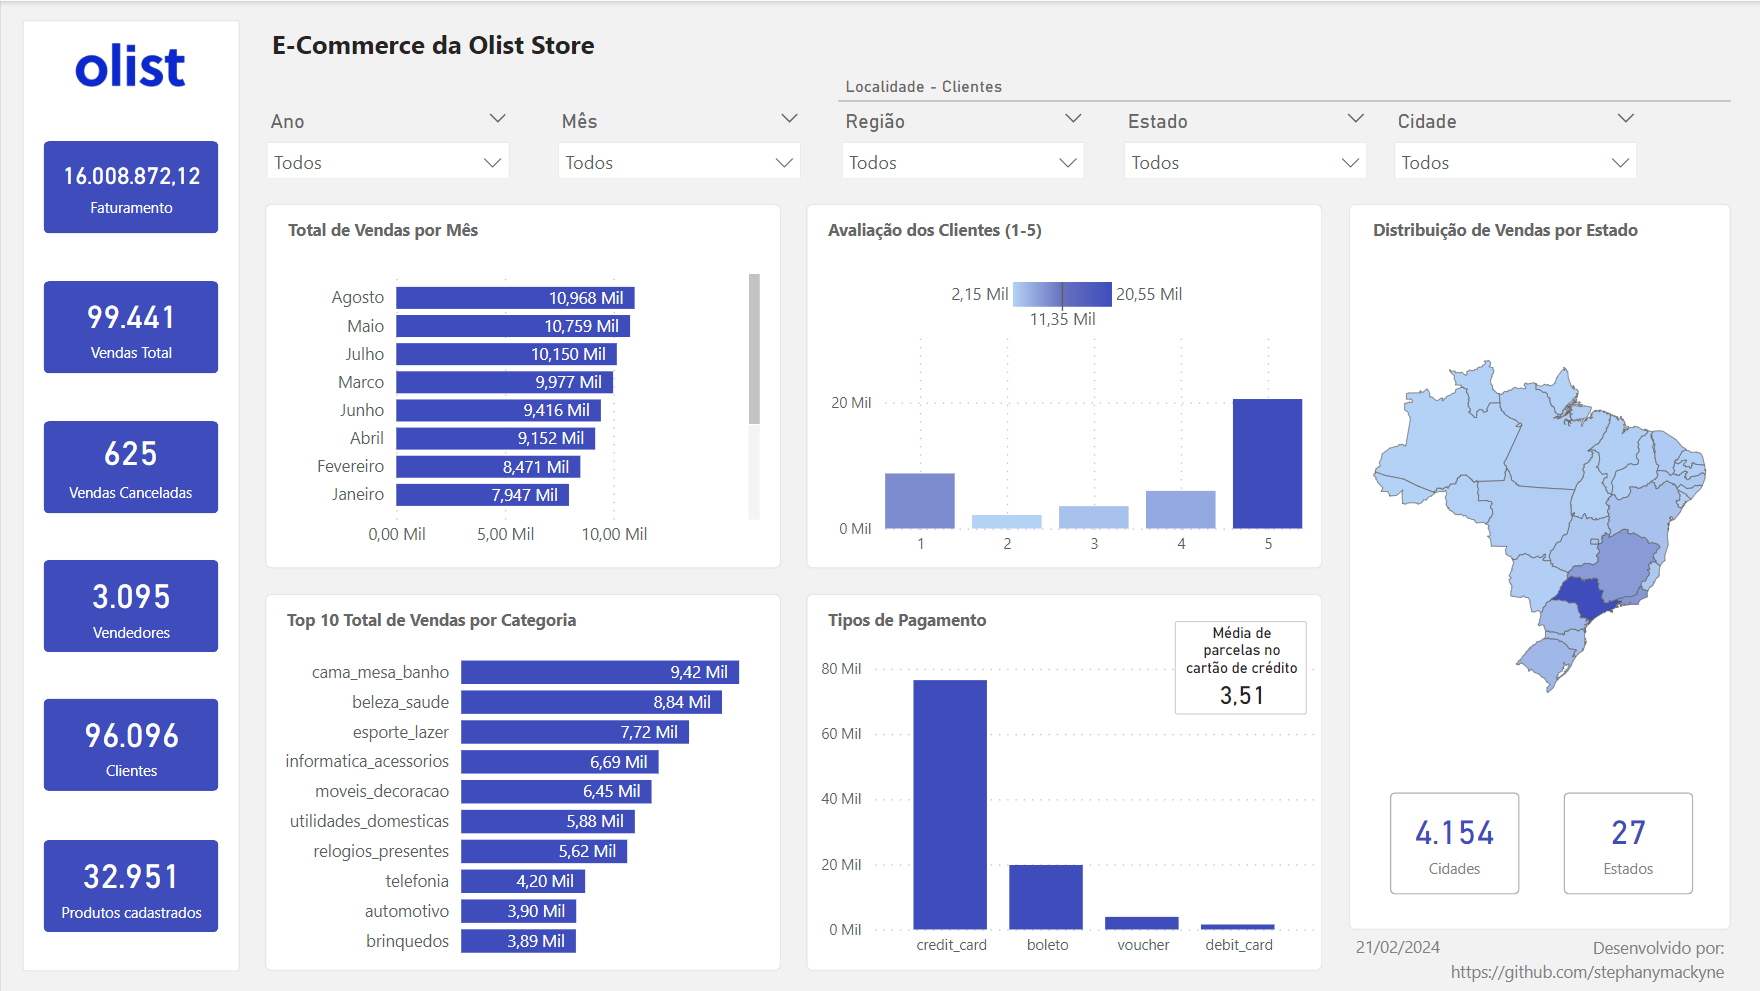 olist
E-Commerce da Olist Store
Localidade - Clientes
Ano
Mês
Região
Estado
Cidade
Todos
Todos
Todos
Todos
Todos
16.008.872,12
Faturamento
99.441
Vendas Total
625
Vendas Canceladas
3.095
Vendedores
96.096
Clientes
32.951
Produtos cadastrados
Total de Vendas por Mês
Agosto 10,968 Mil
Maio 10,759 Mil
Julho 10,150 Mil
Marco 9,977 Mil
Junho 9,416 Mil
Abril 9,152 Mil
Fevereiro 8,471 Mil
Janeiro 7,947 Mil
0,00 Mil 5,00 Mil 10,00 Mil
Avaliação dos Clientes (1-5)
2,15 Mil 20,55 Mil
11,35 Mil
20 Mil
0 Mil
1 2 3 4 5
Distribuição de Vendas por Estado
4.154
Cidades
27
Estados
Top 10 Total de Vendas por Categoria
cama_mesa_banho 9,42 Mil
beleza_saude 8,84 Mil
esporte_lazer 7,72 Mil
informatica_acessorios 6,69 Mil
moveis_decoracao 6,45 Mil
utilidades_domesticas 5,88 Mil
relogios_presentes 5,62 Mil
telefonia 4,20 Mil
automotivo 3,90 Mil
brinquedos 3,89 Mil
Tipos de Pagamento
Média de
parcelas no
cartão de crédito
3,51
80 Mil
60 Mil
40 Mil
20 Mil
0 Mil
credit_card boleto voucher debit_card
21/02/2024
Desenvolvido por:
https://github.com/stephanymackyne